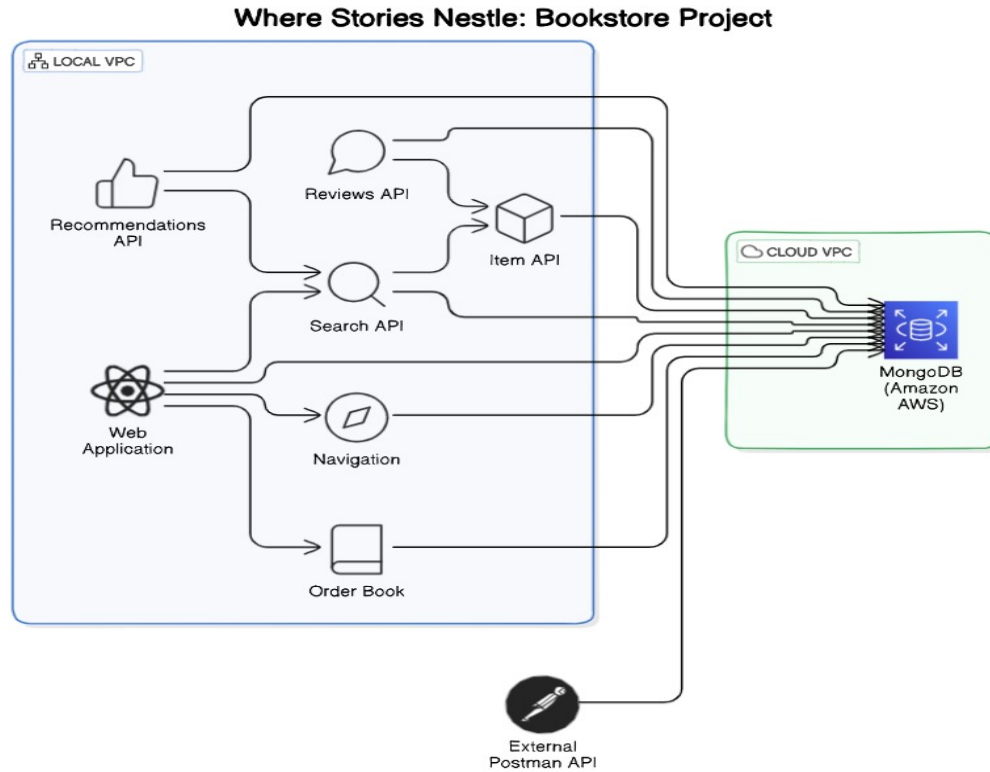 Where Stories Nestle: Bookstore Project
LOCAL VPC
Reviews API
Recommendations
API
Item API
CLOUD VPC
Search API
MongoDB
(Amazon
AWS)
Web
Application
Navigation
Order Book
External
Postman API